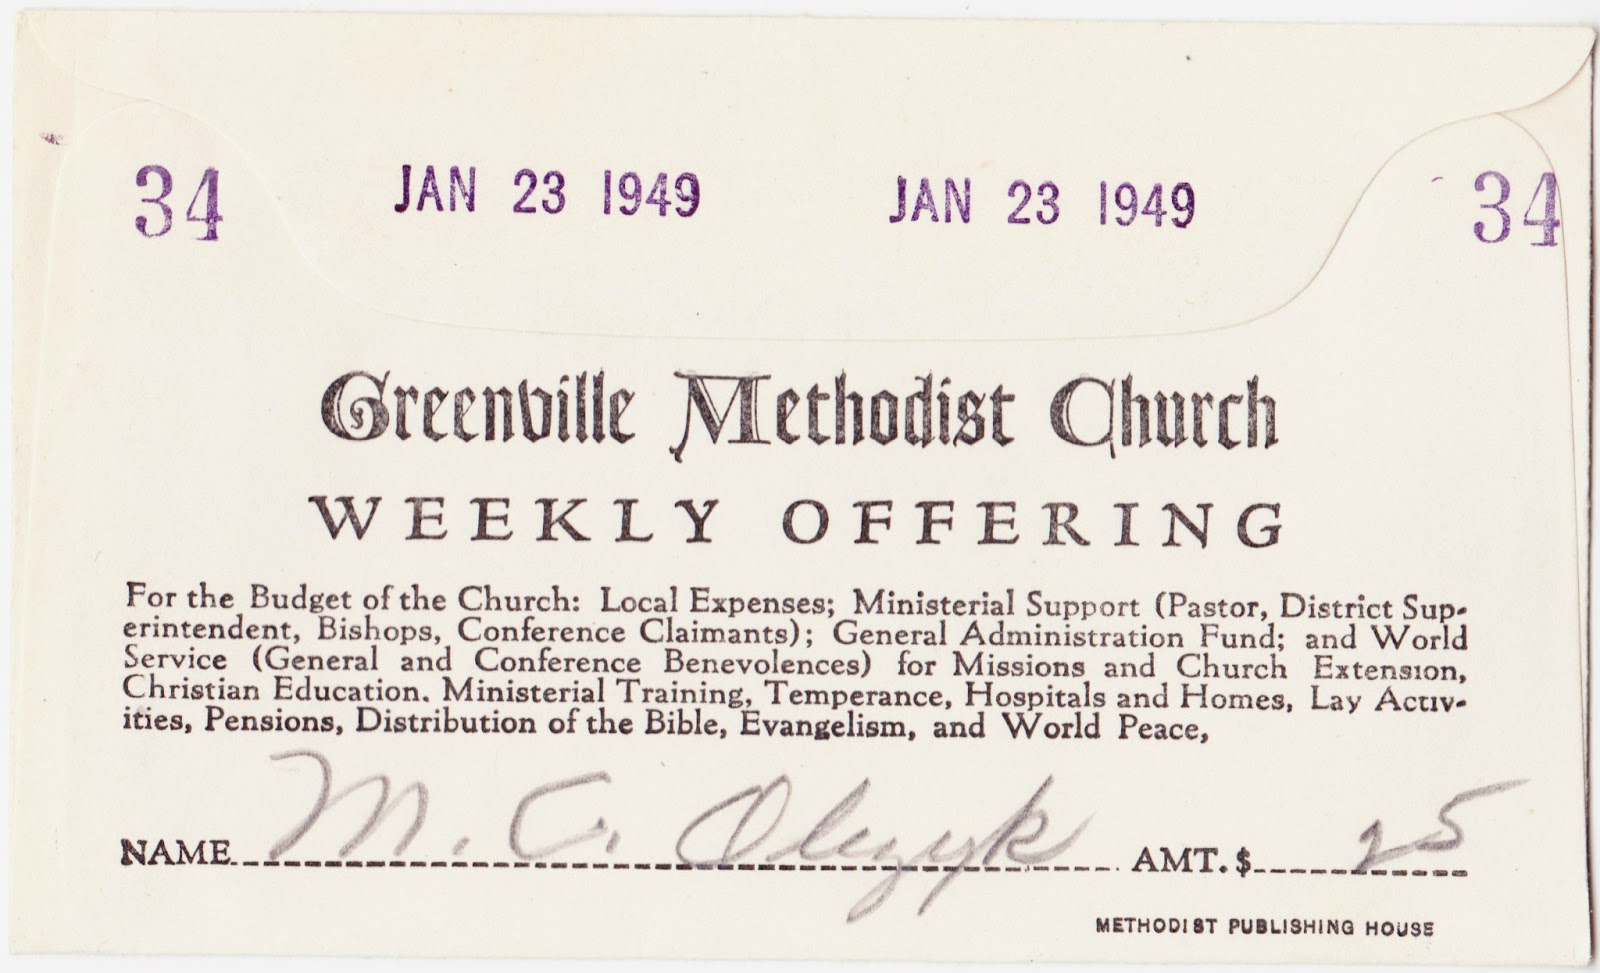 34 JAN 23 1949 JAN 23 1949 34
Greenville Methodist Church
WEEKLY OFFERING
For the Budget of the Church: Local Expenses; Ministerial Support (Pastor, District Sup-
erintendent, Bishops, Conference Claimants); General Administration Fund; and World
Service (General and Conference Benevolences) for Missions and Church Extension,
Christian Education. Ministerial Training, Temperance, Hospitals and Homes, Lay Activ-
ities, Pensions, Distribution of the Bible, Evangelism, and World Peace,
NAME M. C. Olczyk AMT. $ 25
METHODIST PUBLISHING HOUSE